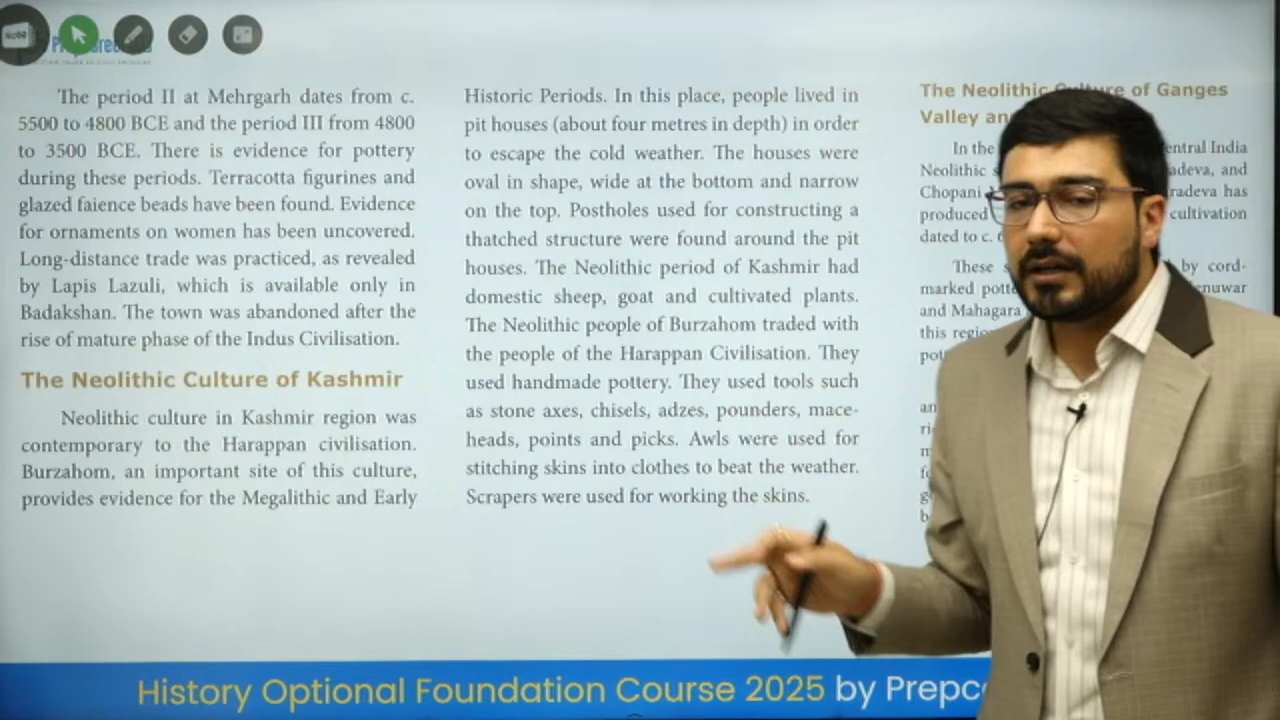 Note
The period II at Mehrgarh dates from c.
5500 to 4800 BCE and the period III from 4800
to 3500 BCE. There is evidence for pottery
during these periods. Terracotta figurines and
glazed faience beads have been found. Evidence
for ornaments on women has been uncovered.
Long-distance trade was practiced, as revealed
by Lapis Lazuli, which is available only in
Badakshan. The town was abandoned after the
rise of mature phase of the Indus Civilisation.
The Neolithic Culture of Kashmir
Neolithic culture in Kashmir region was
contemporary to the Harappan civilisation.
Burzahom, an important site of this culture,
provides evidence for the Megalithic and Early
Historic Periods. In this place, people lived in
pit houses (about four metres in depth) in order
to escape the cold weather. The houses were
oval in shape, wide at the bottom and narrow
on the top. Postholes used for constructing a
thatched structure were found around the pit
houses. The Neolithic period of Kashmir had
domestic sheep, goat and cultivated plants.
The Neolithic people of Burzahom traded with
the people of the Harappan Civilisation. They
used handmade pottery. They used tools such
as stone axes, chisels, adzes, pounders, mace-
heads, points and picks. Awls were used for
stitching skins into clothes to beat the weather.
Scrapers were used for working the skins.
The Neolithic Culture of Ganges
Valley
In the
Neolithic
Chopani
produced cultivation
dated to c.
These by cord-
marked
and Mahagara
this
History Optional Foundation Course 2025 by